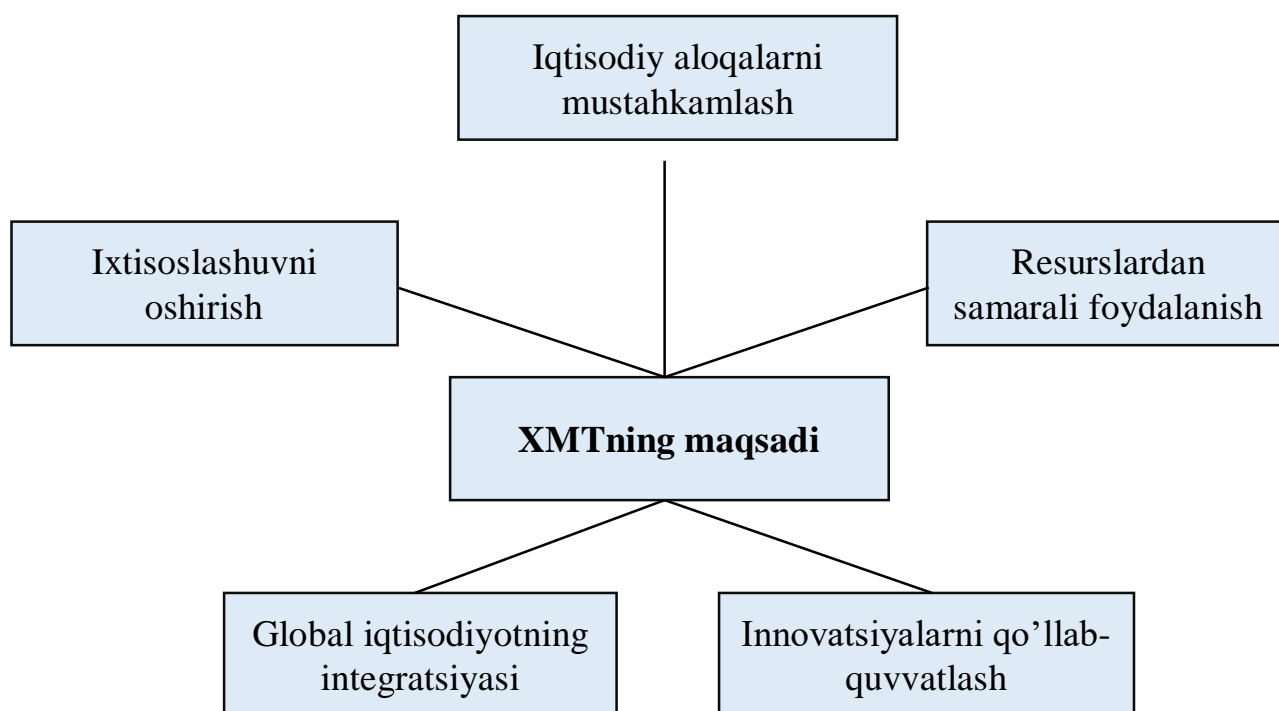 Iqtisodiy aloqalarni
mustahkamlash
Ixtisoslashuvni
oshirish
Resurslardan
samarali foydalanish
XMTning maqsadi
Global iqtisodiyotning
integratsiyasi
Innovatsiyalarni qo’llab-
quvvatlash